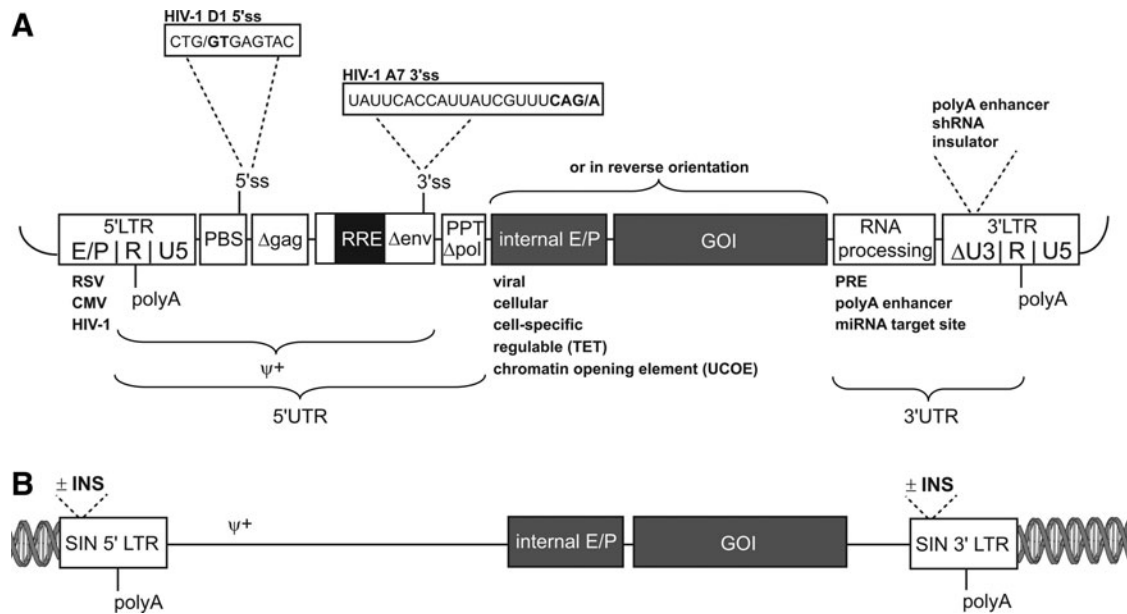 A
HIV-1 D1 5'ss
CTG/GTGAGTAC
HIV-1 A7 3'ss
UAUUCACCAUUAUCGUUUCAG/A
polyA enhancer
shRNA
insulator
or in reverse orientation
5'ss
3'ss
5'LTR
E/P | R | U5
PBS
Δgag
RRE
Δenv
PPT
Δpol
internal E/P
GOI
RNA
processing
3'LTR
ΔU3 | R | U5
RSV
CMV
HIV-1
polyA
viral
cellular
cell-specific
regulable (TET)
chromatin opening element (UCOE)
PRE
polyA enhancer
miRNA target site
polyA
ψ+
5'UTR
3'UTR
B
± INS
± INS
SIN 5' LTR
ψ+
internal E/P
GOI
SIN 3' LTR
polyA
polyA